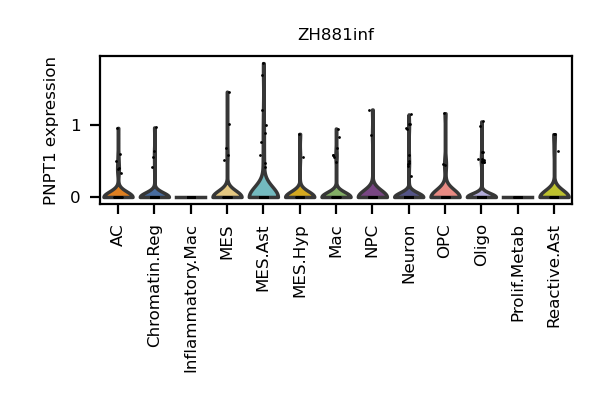 ZH881inf
PNPT1 expression
1
0
AC
Chromatin.Reg
Inflammatory.Mac
MES
MES.Ast
MES.Hyp
Mac
NPC
Neuron
OPC
Oligo
Prolif.Metab
Reactive.Ast